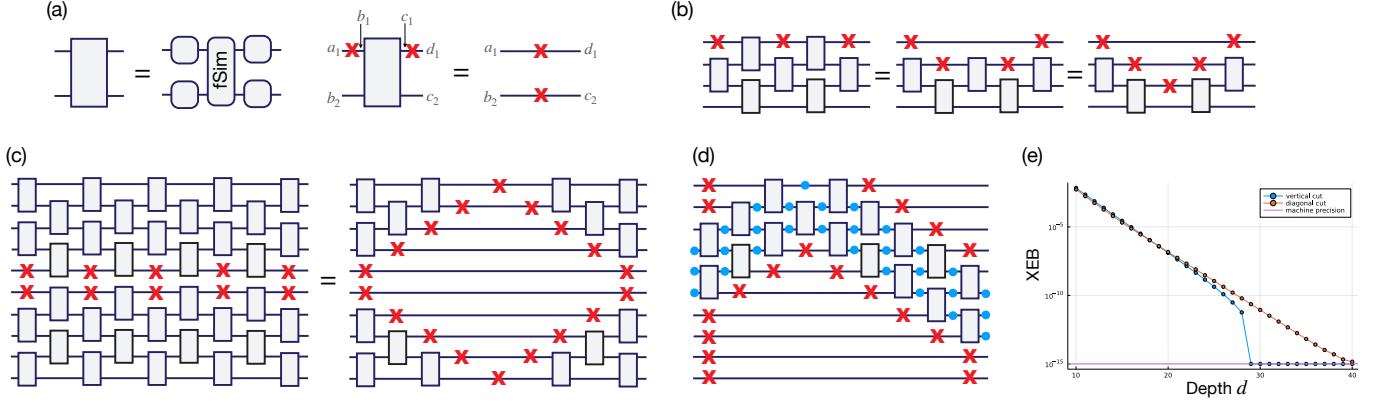 (a)
=
fSim
a₁
b₁
c₁
d₁
b₂
c₂
=
a₁
d₁
b₂
c₂
(b)
=
=
(c)
=
(d)
(e)
vertical cut
diagonal cut
machine precision
XEB
10⁻⁵
10⁻¹⁰
10⁻¹⁵
10
20
30
40
Depth d